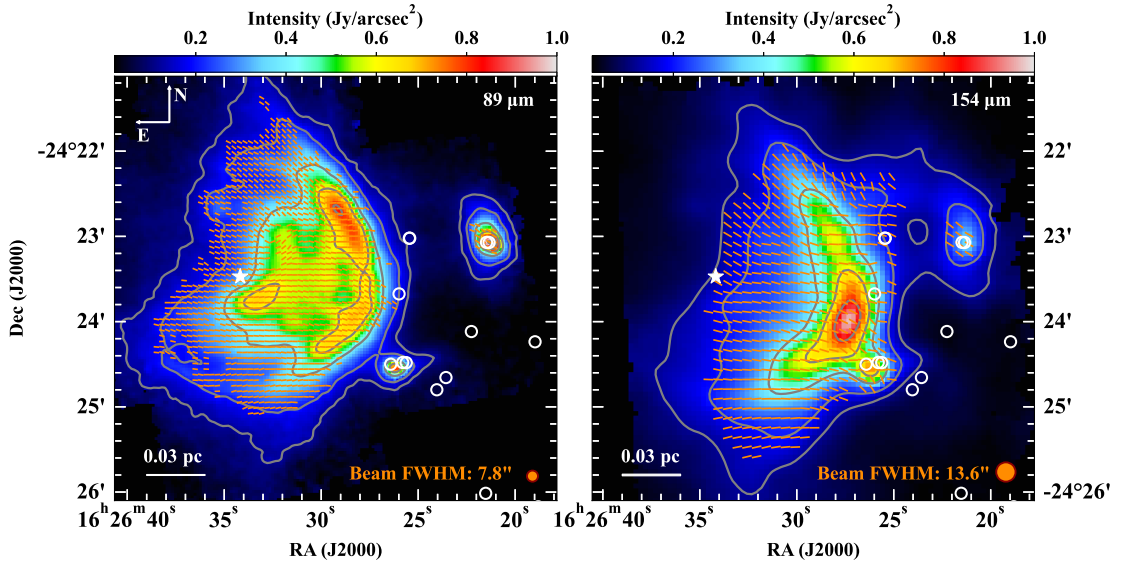 Intensity (Jy/arcsec²)
0.2 0.4 0.6 0.8 1.0
N
E
89 μm
-24°22'
23'
24'
25'
26'
Dec (J2000)
0.03 pc
Beam FWHM: 7.8"
16ʰ26ᵐ40ˢ 35ˢ 30ˢ 25ˢ 20ˢ
RA (J2000)
Intensity (Jy/arcsec²)
0.2 0.4 0.6 0.8 1.0
154 μm
22'
23'
24'
25'
-24°26'
0.03 pc
Beam FWHM: 13.6"
16ʰ26ᵐ40ˢ 35ˢ 30ˢ 25ˢ 20ˢ
RA (J2000)